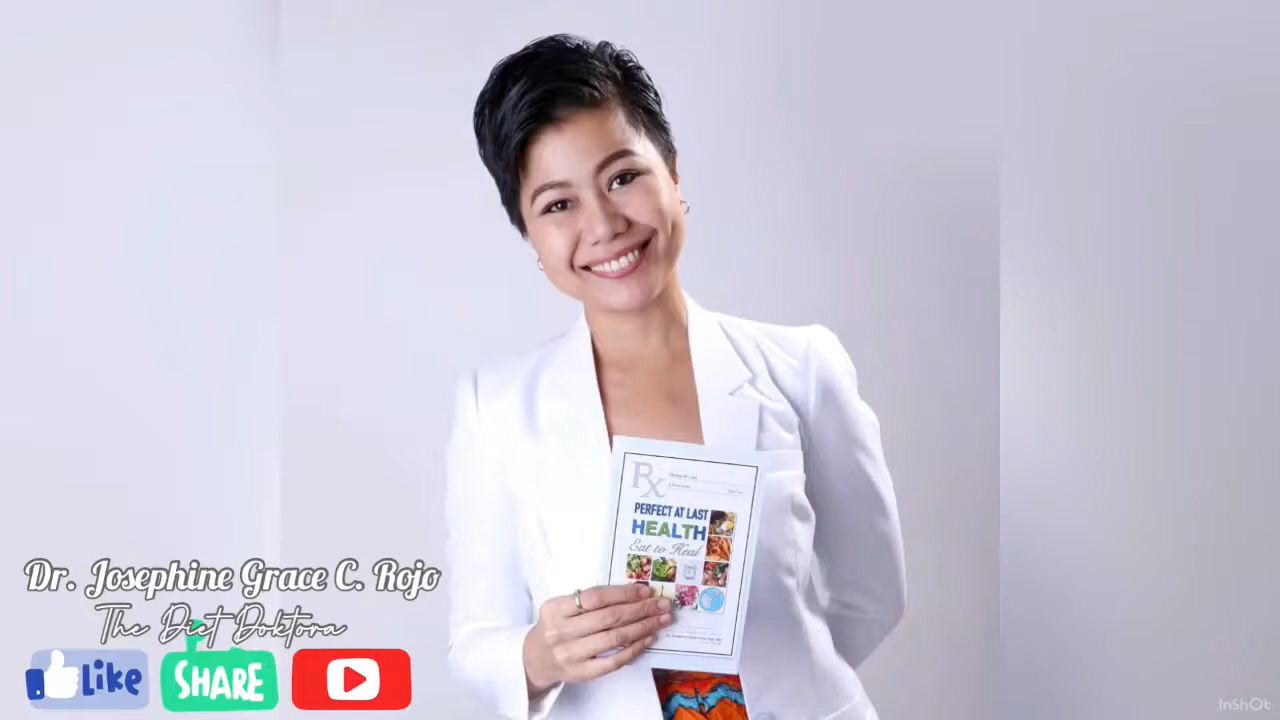 Rx
PERFECT AT LAST
HEALTH
Eat to Heal
Dr. Josephine Grace C. Rojo
The Diet Doktora
Like
SHARE
InShOt